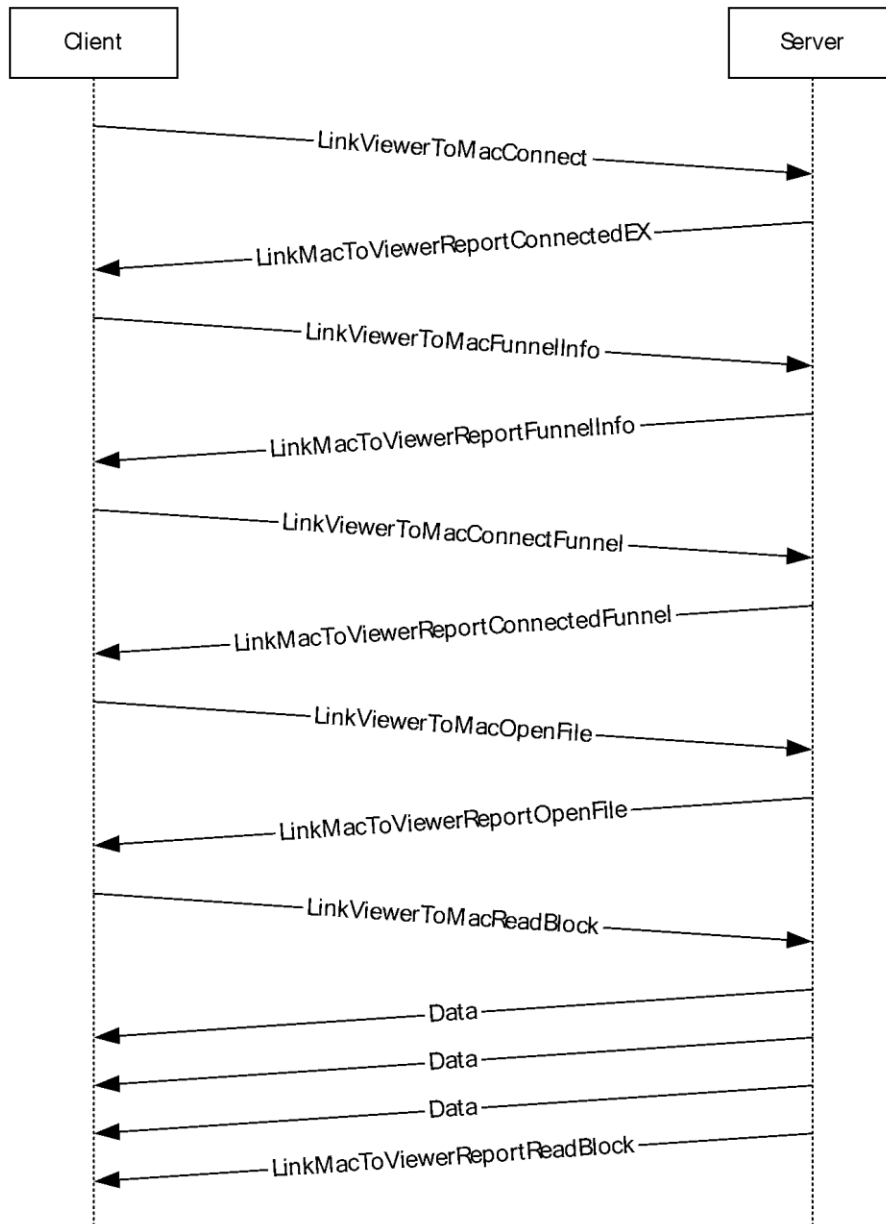 Client
Server
LinkViewerToMacConnect
LinkMacToViewerReportConnectedEX
LinkViewerToMacFunnelInfo
LinkMacToViewerReportFunnelInfo
LinkViewerToMacConnectFunnel
LinkMacToViewerReportConnectedFunnel
LinkViewerToMacOpenFile
LinkMacToViewerReportOpenFile
LinkViewerToMacReadBlock
Data
Data
Data
LinkMacToViewerReportReadBlock